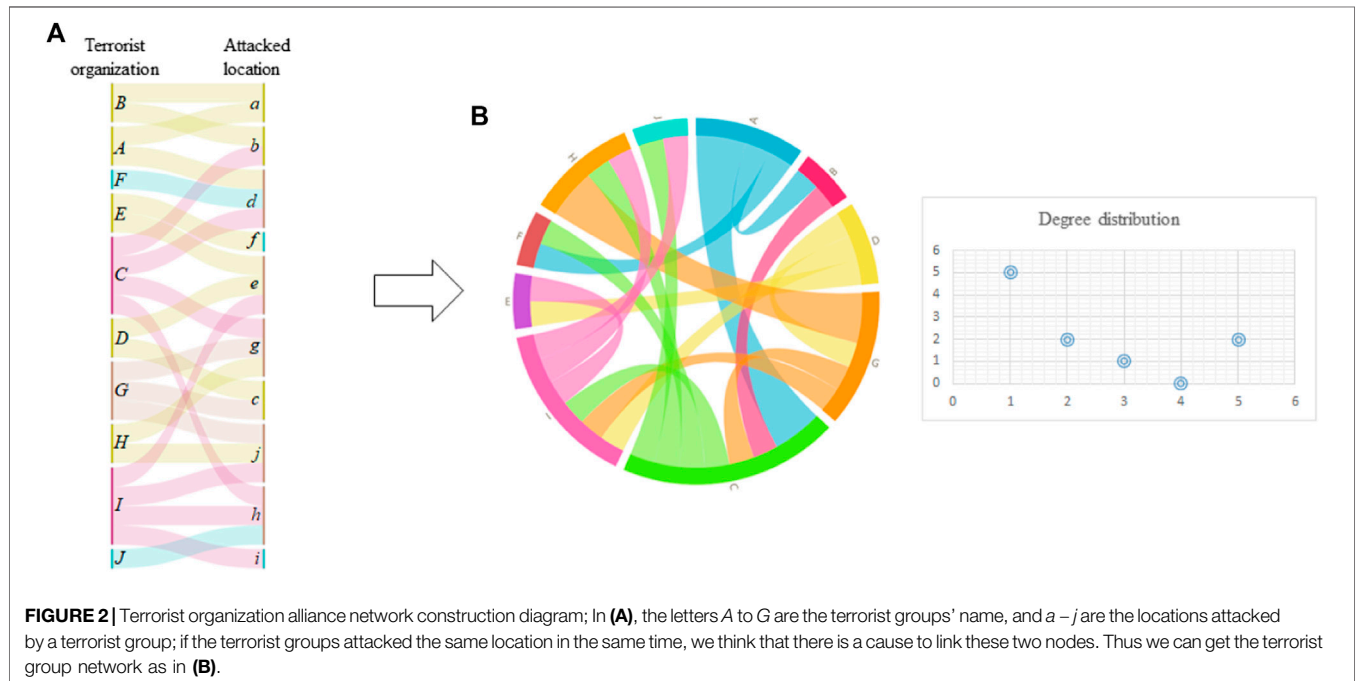 A
Terrorist organization
Attacked location
B
A
F
E
C
D
G
H
I
J
a
b
d
f
e
g
c
j
h
i
B
A
B
D
G
C
I
E
F
H
J
Degree distribution
6
5
4
3
2
1
0
0 1 2 3 4 5 6
FIGURE 2 | Terrorist organization alliance network construction diagram; In (A), the letters A to G are the terrorist groups' name, and a – j are the locations attacked
by a terrorist group; if the terrorist groups attacked the same location in the same time, we think that there is a cause to link these two nodes. Thus we can get the terrorist
group network as in (B).